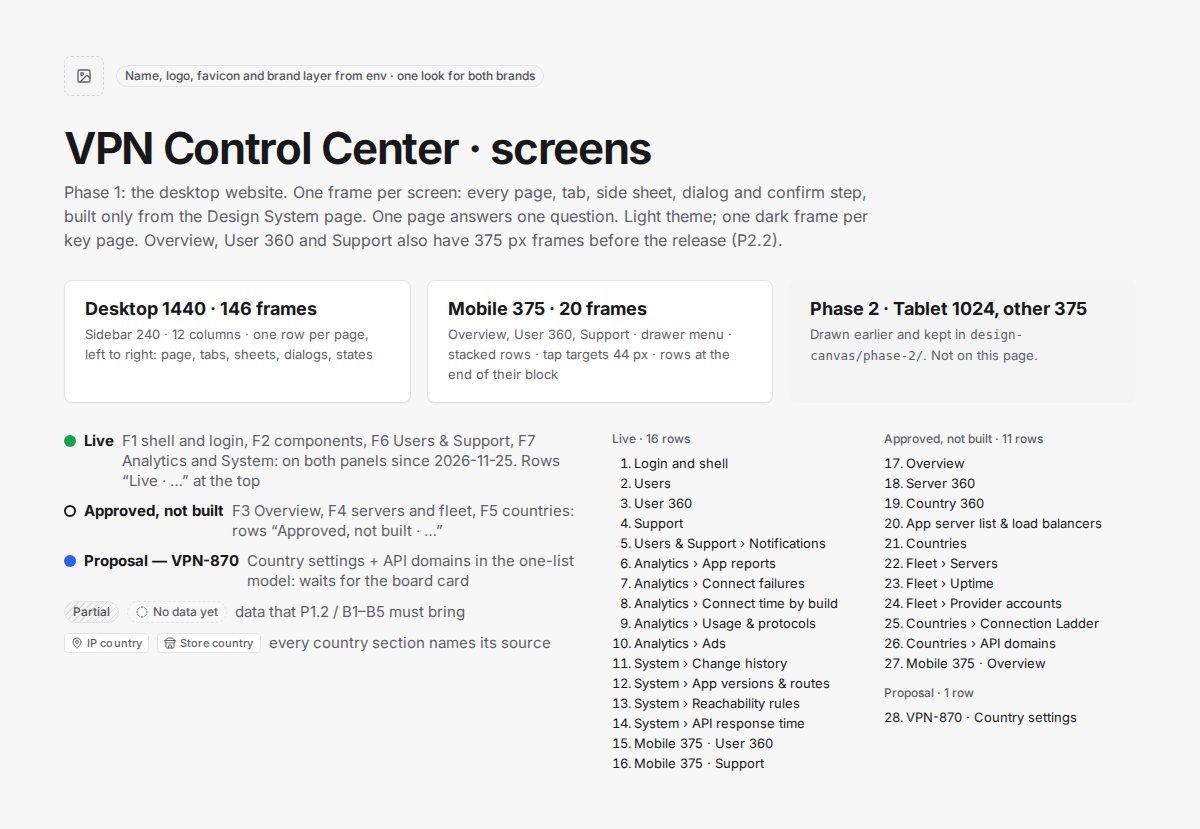 Name, logo, favicon and brand layer from env · one look for both brands
VPN Control Center · screens
Phase 1: the desktop website. One frame per screen: every page, tab, side sheet, dialog and confirm step,
built only from the Design System page. One page answers one question. Light theme; one dark frame per
key page. Overview, User 360 and Support also have 375 px frames before the release (P2.2).
Desktop 1440 · 146 frames
Sidebar 240 · 12 columns · one row per page,
left to right: page, tabs, sheets, dialogs, states
Mobile 375 · 20 frames
Overview, User 360, Support · drawer menu ·
stacked rows · tap targets 44 px · rows at the
end of their block
Phase 2 · Tablet 1024, other 375
Drawn earlier and kept in design-
canvas/phase-2/. Not on this page.
Live F1 shell and login, F2 components, F6 Users & Support, F7
Analytics and System: on both panels since 2026-11-25. Rows
“Live · …” at the top
Approved, not built F3 Overview, F4 servers and fleet, F5 countries:
rows “Approved, not built · …”
Proposal — VPN-870 Country settings + API domains in the one-list
model: waits for the board card
Partial No data yet data that P1.2 / B1–B5 must bring
IP country Store country every country section names its source
Live · 16 rows
1. Login and shell
2. Users
3. User 360
4. Support
5. Users & Support › Notifications
6. Analytics › App reports
7. Analytics › Connect failures
8. Analytics › Connect time by build
9. Analytics › Usage & protocols
10. Analytics › Ads
11. System › Change history
12. System › App versions & routes
13. System › Reachability rules
14. System › API response time
15. Mobile 375 · User 360
16. Mobile 375 · Support
Approved, not built · 11 rows
17. Overview
18. Server 360
19. Country 360
20. App server list & load balancers
21. Countries
22. Fleet › Servers
23. Fleet › Uptime
24. Fleet › Provider accounts
25. Countries › Connection Ladder
26. Countries › API domains
27. Mobile 375 · Overview
Proposal · 1 row
28. VPN-870 · Country settings